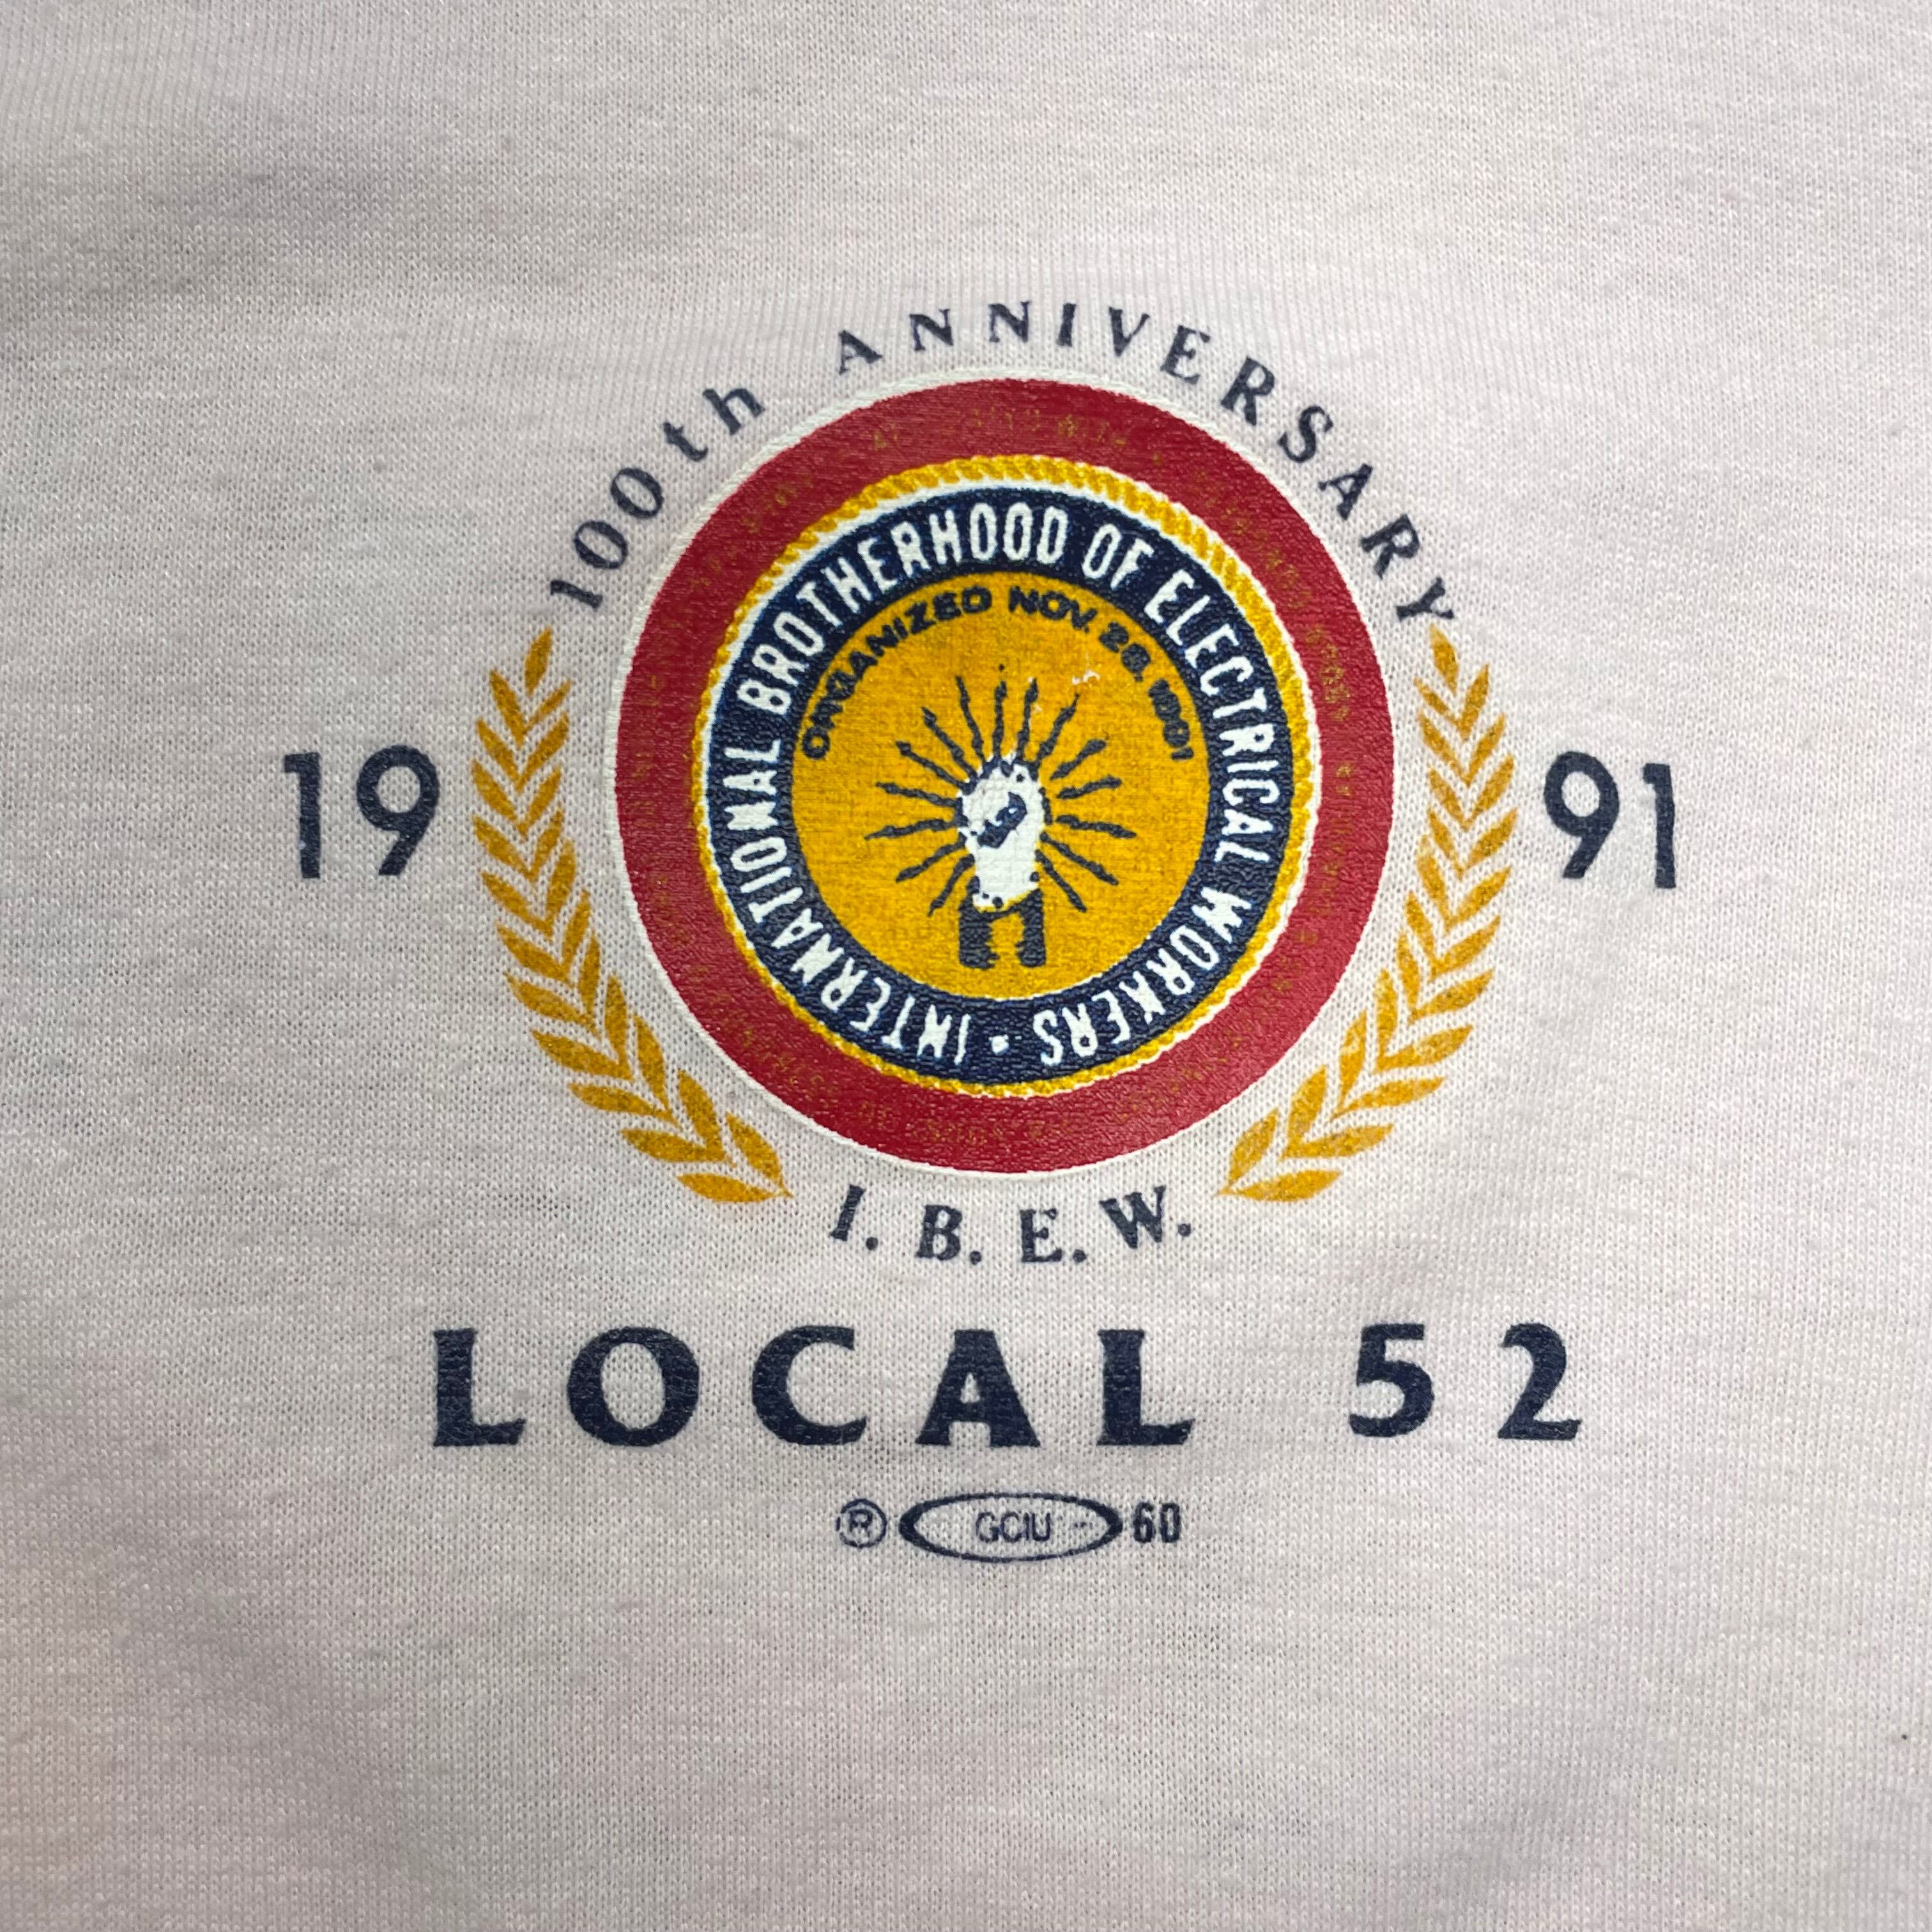 100th ANNIVERSARY
INTERNATIONAL BROTHERHOOD OF ELECTRICAL WORKERS •
ORGANIZED NOV. 28, 1891
19 91
I. B. E. W.
LOCAL 52
® GCIU 60